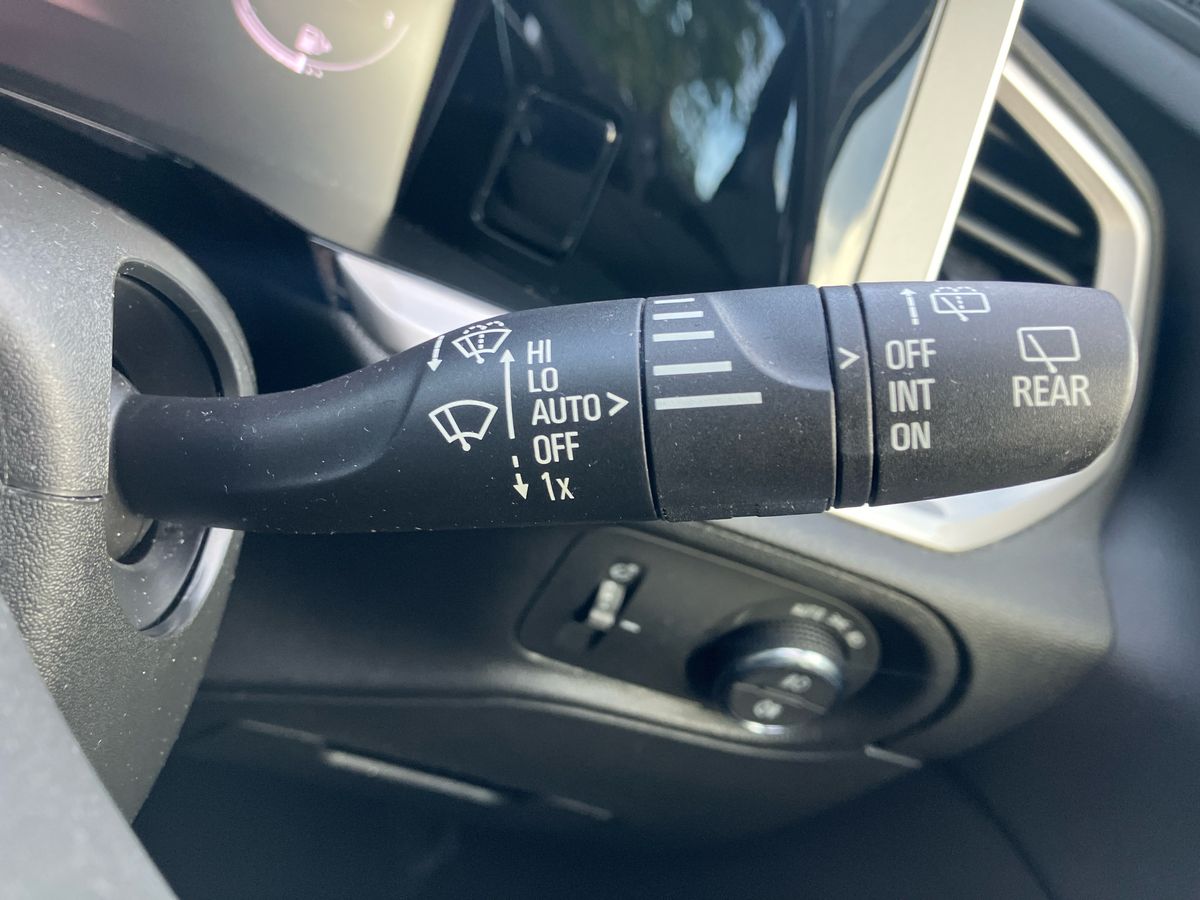 HI
LO
AUTO >
OFF
1x
>
OFF
INT
ON
REAR